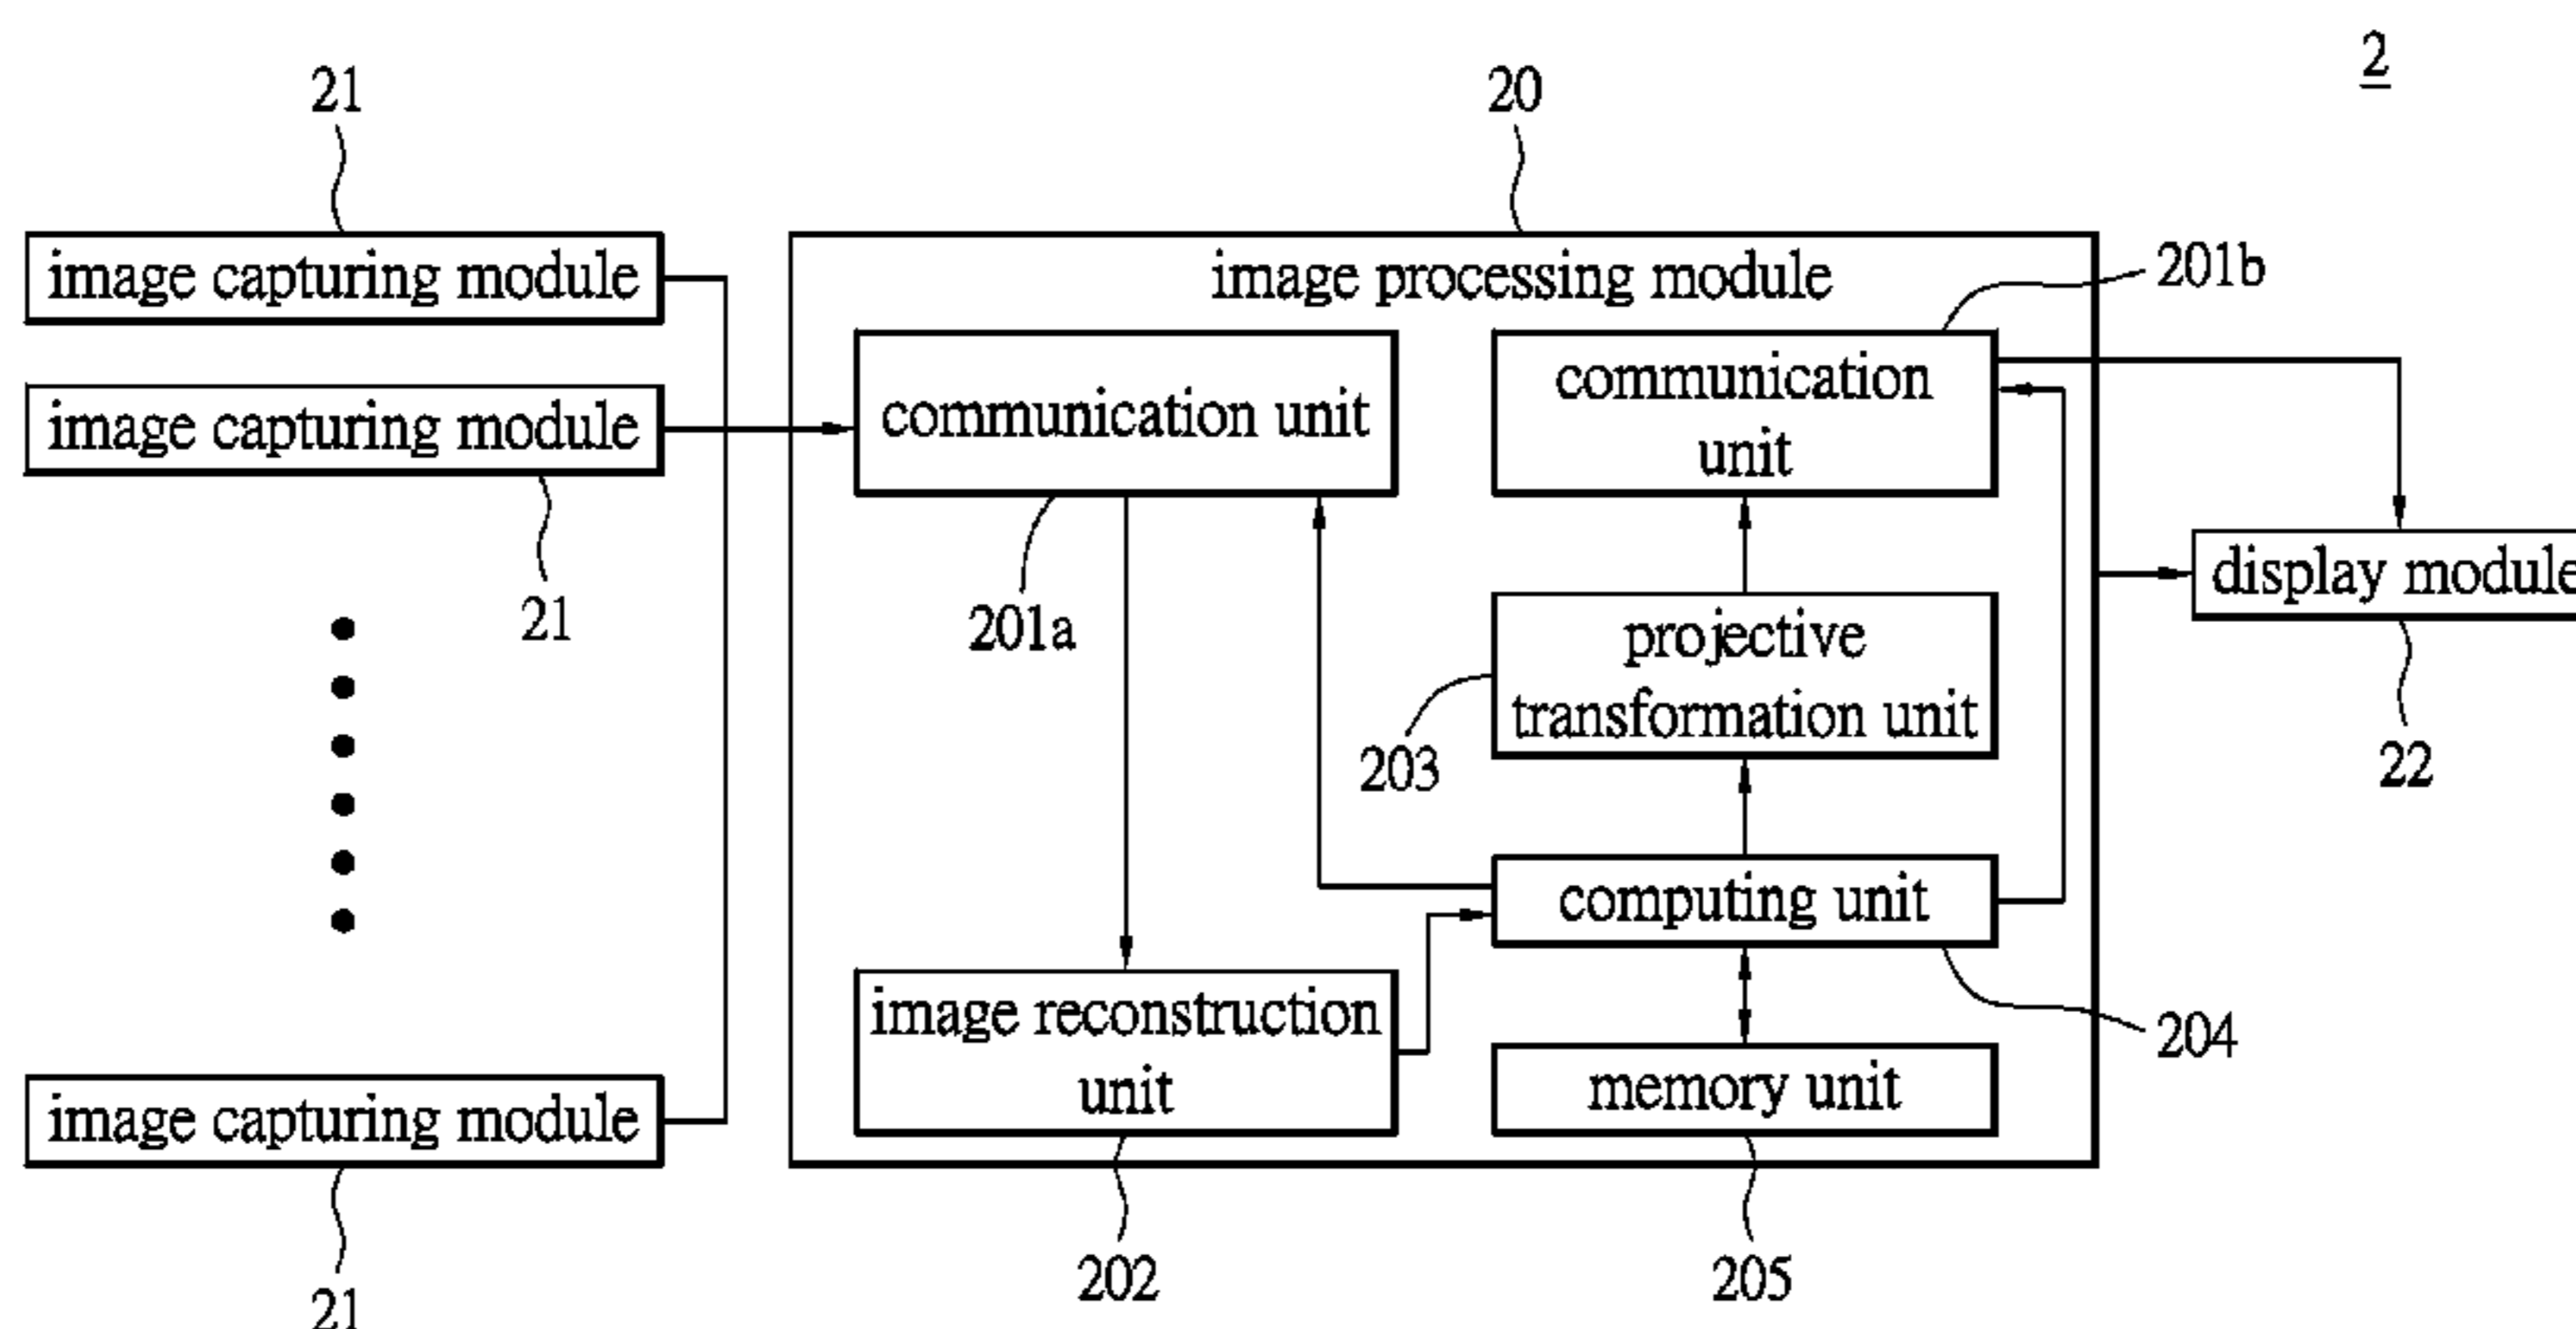 2
21
20
image capturing module
image processing module
201b
image capturing module
communication unit
communication
unit
21
201a
display module
projective
transformation unit
203
22
computing unit
image reconstruction
unit
204
image capturing module
memory unit
21
202
205